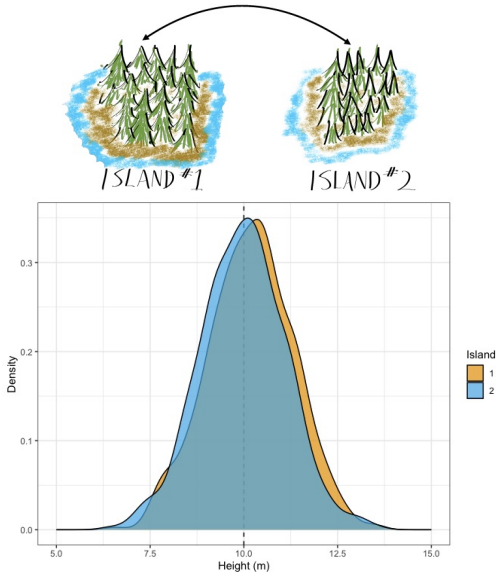 ISLAND #1
ISLAND #2
Density
0.3
0.2
0.1
0.0
5.0 7.5 10.0 12.5 15.0
Height (m)
Island
1
2